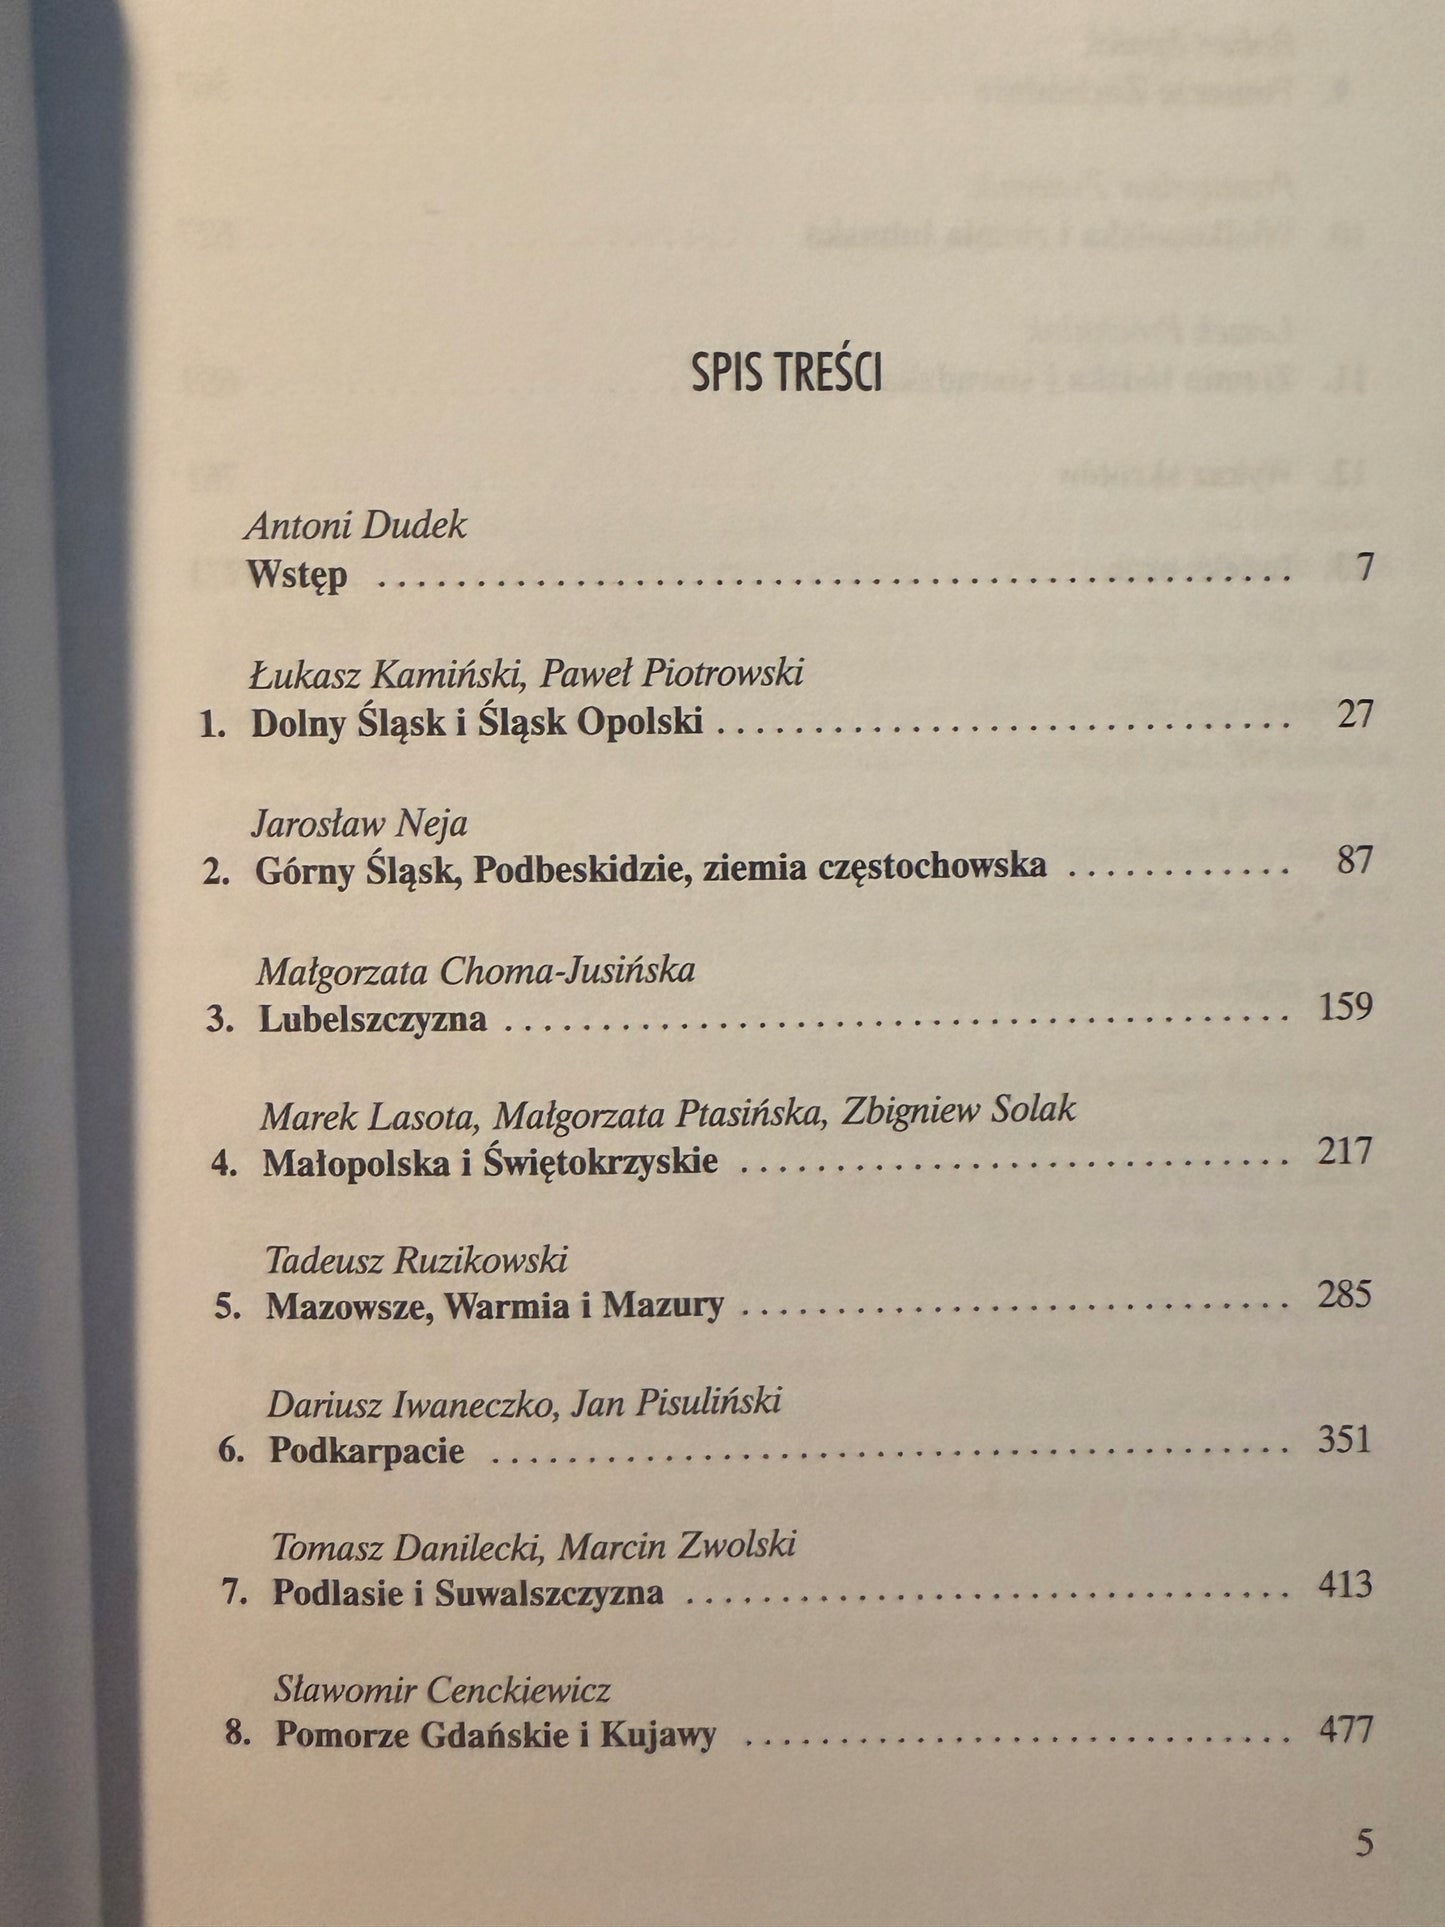 SPIS TREŚCI
Antoni Dudek
Wstęp . . . . . . . . . . . . . . . . . . . . . . . . . . . . . . . . . . . . . . . . . . . . . . . 7
Łukasz Kamiński, Paweł Piotrowski
1. Dolny Śląsk i Śląsk Opolski . . . . . . . . . . . . . . . . . . . . . . . . . . . . . . 27
Jarosław Neja
2. Górny Śląsk, Podbeskidzie, ziemia częstochowska . . . . . . . . . . . . 87
Małgorzata Choma-Jusińska
3. Lubelszczyzna . . . . . . . . . . . . . . . . . . . . . . . . . . . . . . . . . . . . . . . . . 159
Marek Lasota, Małgorzata Ptasińska, Zbigniew Solak
4. Małopolska i Świętokrzyskie . . . . . . . . . . . . . . . . . . . . . . . . . . . . . 217
Tadeusz Ruzikowski
5. Mazowsze, Warmia i Mazury . . . . . . . . . . . . . . . . . . . . . . . . . . . . . 285
Dariusz Iwaneczko, Jan Pisuliński
6. Podkarpacie . . . . . . . . . . . . . . . . . . . . . . . . . . . . . . . . . . . . . . . . . . 351
Tomasz Danilecki, Marcin Zwolski
7. Podlasie i Suwalszczyzna . . . . . . . . . . . . . . . . . . . . . . . . . . . . . . . . 413
Sławomir Cenckiewicz
8. Pomorze Gdańskie i Kujawy . . . . . . . . . . . . . . . . . . . . . . . . . . . . . 477
5